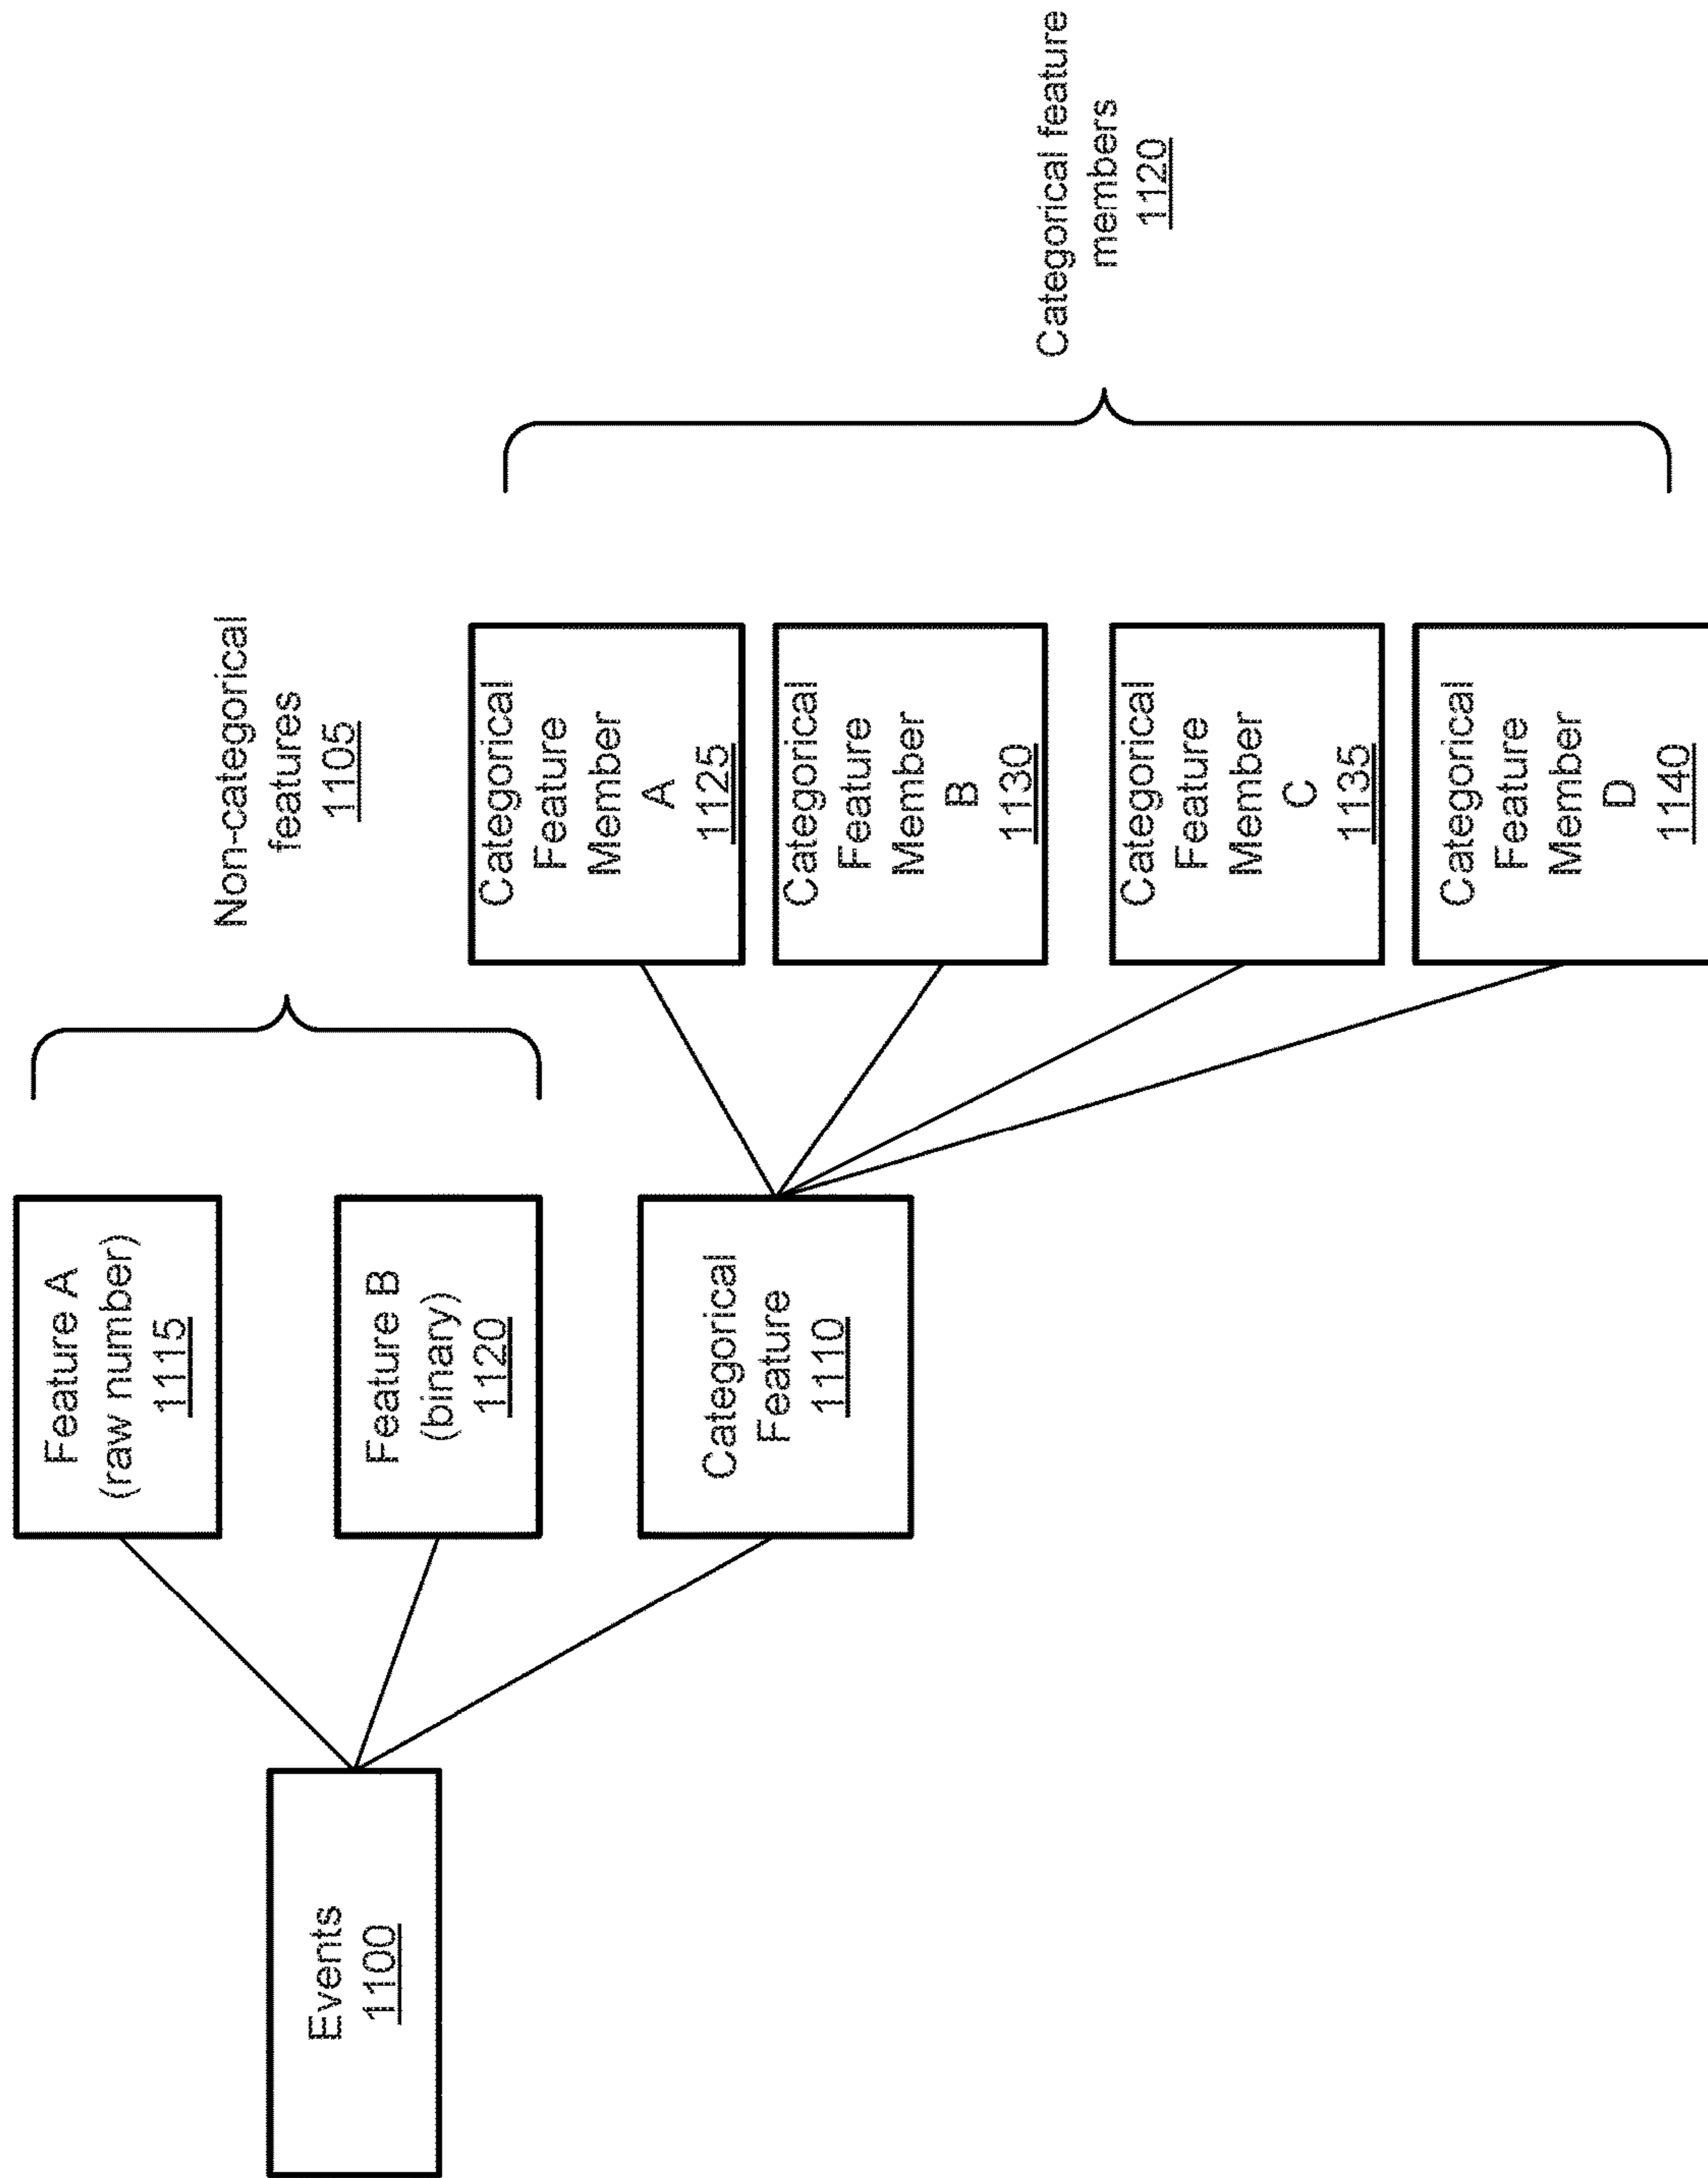 Events
1100
Feature A
(raw number)
1115
Feature B
(binary)
1120
Categorical
Feature
1110
Non-categorical
features
1105
Categorical
Feature
Member
A
1125
Categorical
Feature
Member
B
1130
Categorical
Feature
Member
C
1135
Categorical
Feature
Member
D
1140
Categorical feature
members
1120